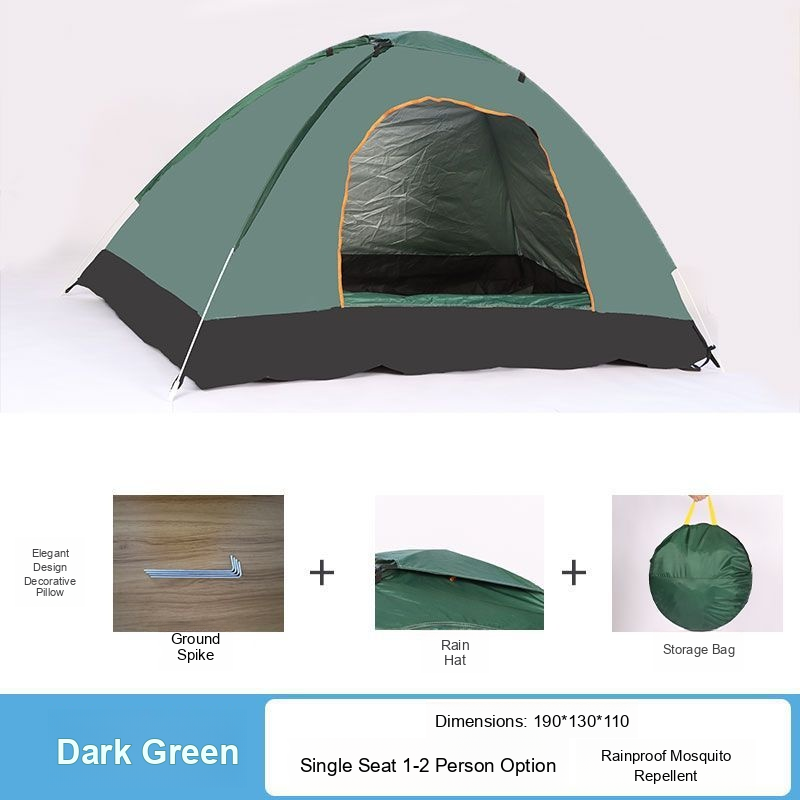 Elegant
Design
Decorative
Pillow
Ground
Spike
Rain
Hat
Storage Bag
Dark Green
Dimensions: 190*130*110
Single Seat 1-2 Person Option
Rainproof Mosquito
Repellent